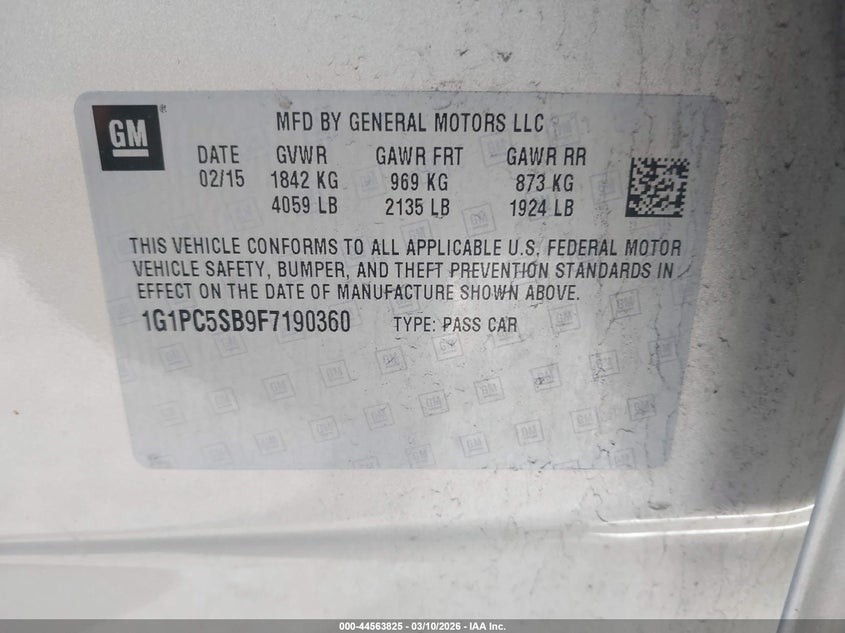 GM
MFD BY GENERAL MOTORS LLC
DATE GVWR GAWR FRT GAWR RR
02/15 1842 KG 969 KG 873 KG
4059 LB 2135 LB 1924 LB
THIS VEHICLE CONFORMS TO ALL APPLICABLE U.S. FEDERAL MOTOR
VEHICLE SAFETY, BUMPER, AND THEFT PREVENTION STANDARDS IN
EFFECT ON THE DATE OF MANUFACTURE SHOWN ABOVE.
1G1PC5SB9F7190360 TYPE: PASS CAR
000-44563825 - 03/10/2026 - IAA Inc.